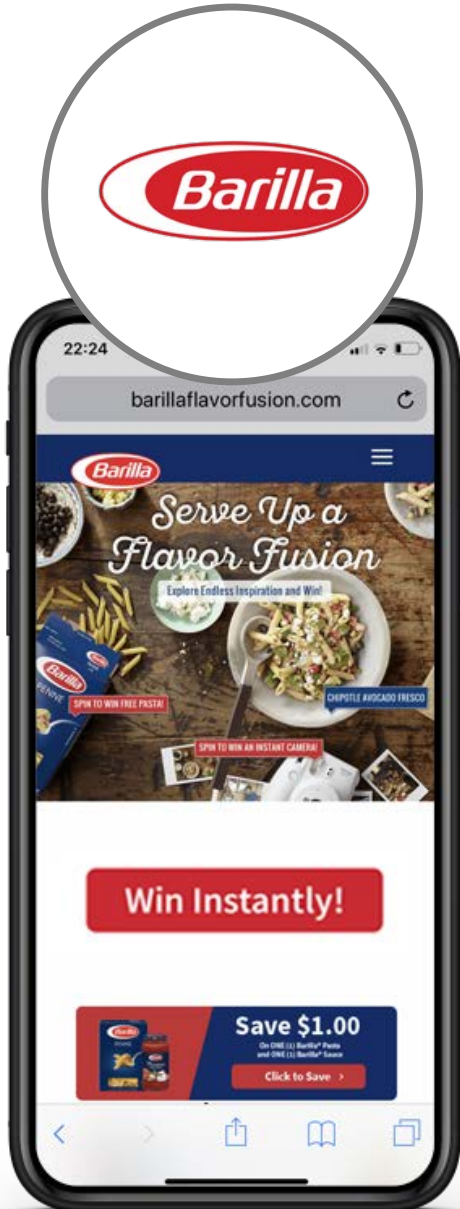 Barilla
22:24
barillaflavorfusion.com
Barilla
Serve Up a
Flavor Fusion
Explore Endless Inspiration and Win!
Barilla
PENNE
SPIN TO WIN FREE PASTA!
CHIPOTLE AVOCADO FRESCO
SPIN TO WIN AN INSTANT CAMERA!
Win Instantly!
Barilla
Save $1.00
On ONE (1) Barilla® Pasta
and ONE (1) Barilla® Sauce
Click to Save >